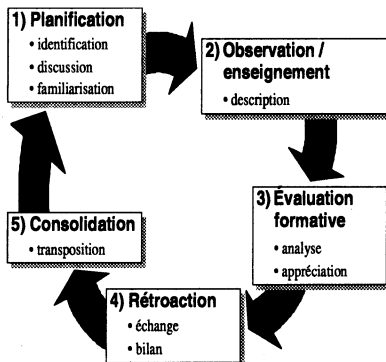 1) Planification
• identification
• discussion
• familiarisation
2) Observation /
enseignement
• description
3) Évaluation
formative
• analyse
• appréciation
4) Rétroaction
• échange
• bilan
5) Consolidation
• transposition